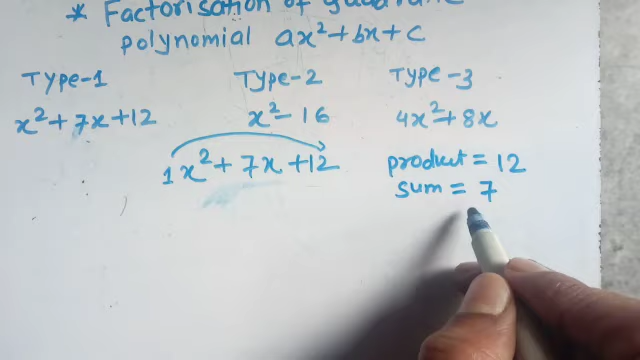 * Factorisation of quadratic
polynomial ax²+bx+c
Type-1 Type-2 Type-3
x²+7x+12 x²-16 4x²+8x
1x²+7x+12 product = 12
sum = 7